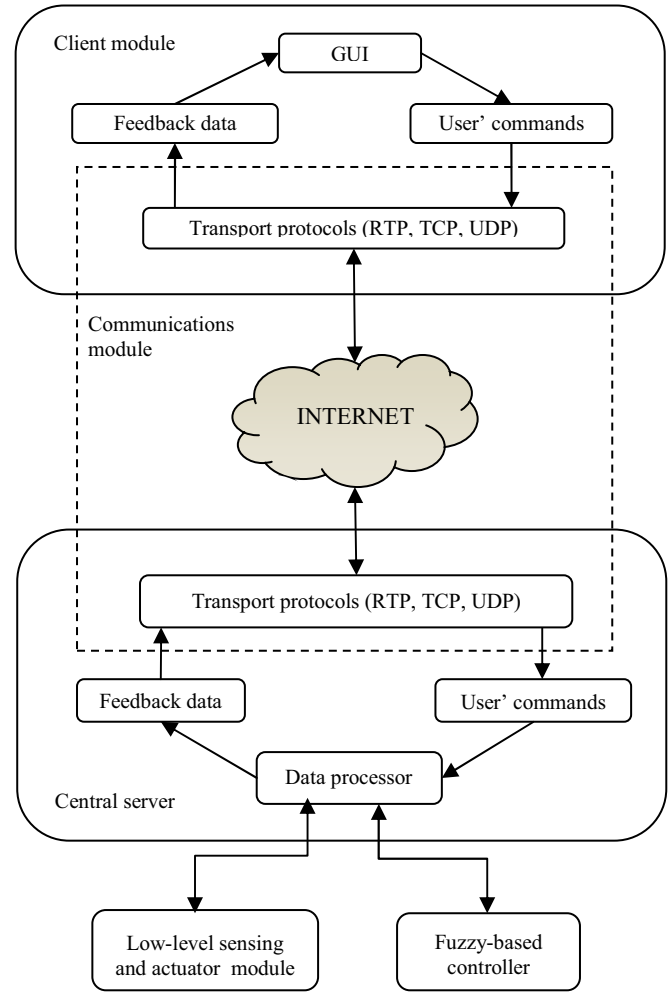 Client module
GUI
Feedback data
User' commands
Transport protocols (RTP, TCP, UDP)
Communications
module
INTERNET
Transport protocols (RTP, TCP, UDP)
Feedback data
User' commands
Data processor
Central server
Low-level sensing
and actuator module
Fuzzy-based
controller